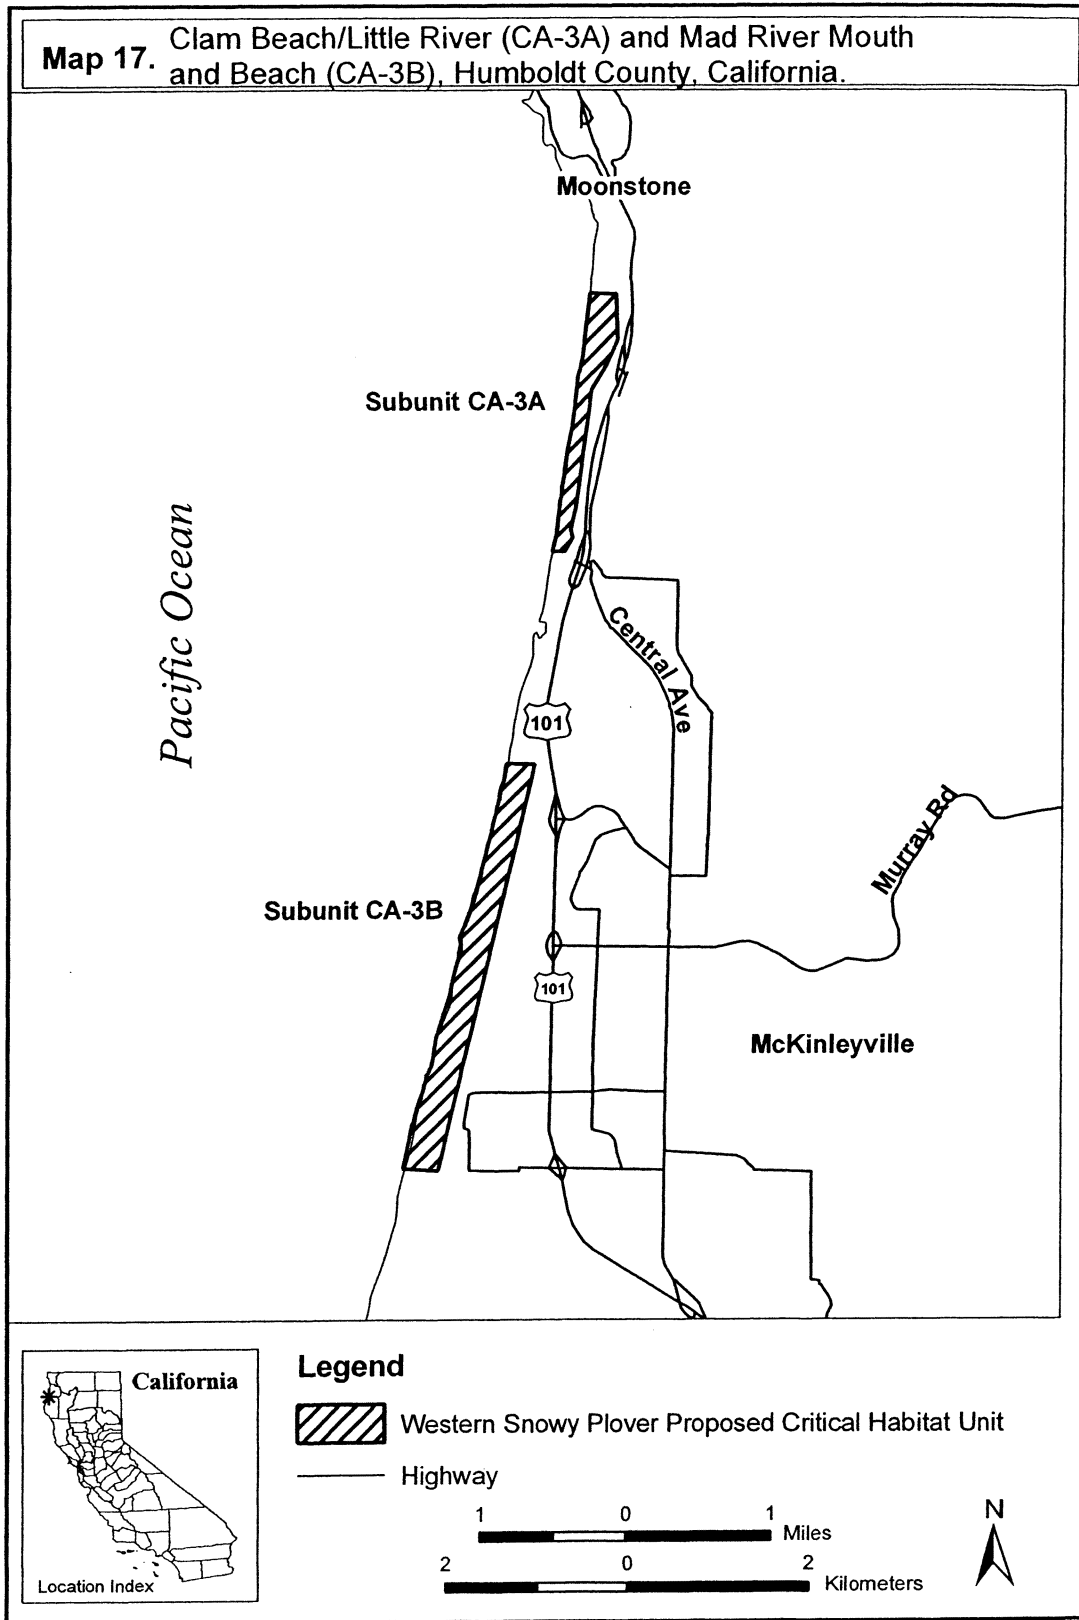 Map 17. Clam Beach/Little River (CA-3A) and Mad River Mouth
and Beach (CA-3B), Humboldt County, California.
Moonstone
Subunit CA-3A
Pacific Ocean
Central Ave
101
Murray Rd
Subunit CA-3B
101
McKinleyville
California
Location Index
Legend
Western Snowy Plover Proposed Critical Habitat Unit
Highway
1 0 1 Miles
2 0 2 Kilometers
N